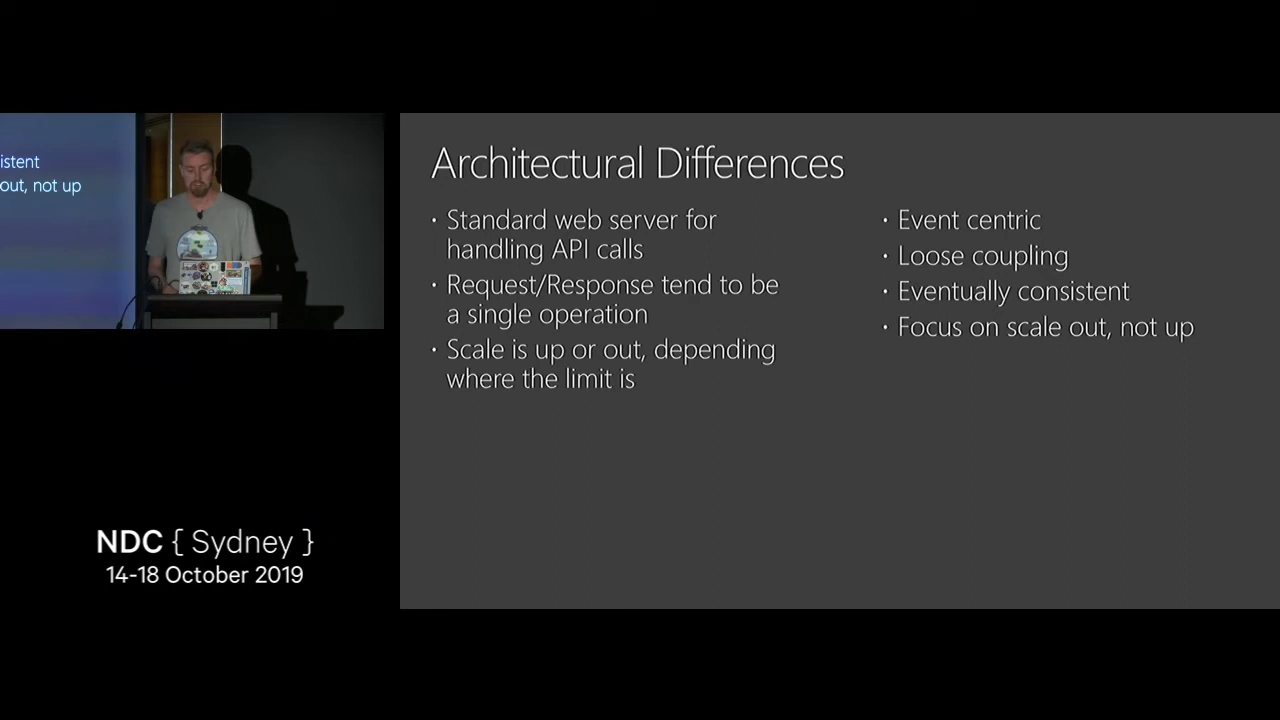 istent
out, not up
Architectural Differences
· Standard web server for
handling API calls
· Request/Response tend to be
a single operation
· Scale is up or out, depending
where the limit is
· Event centric
· Loose coupling
· Eventually consistent
· Focus on scale out, not up
NDC { Sydney }
14-18 October 2019